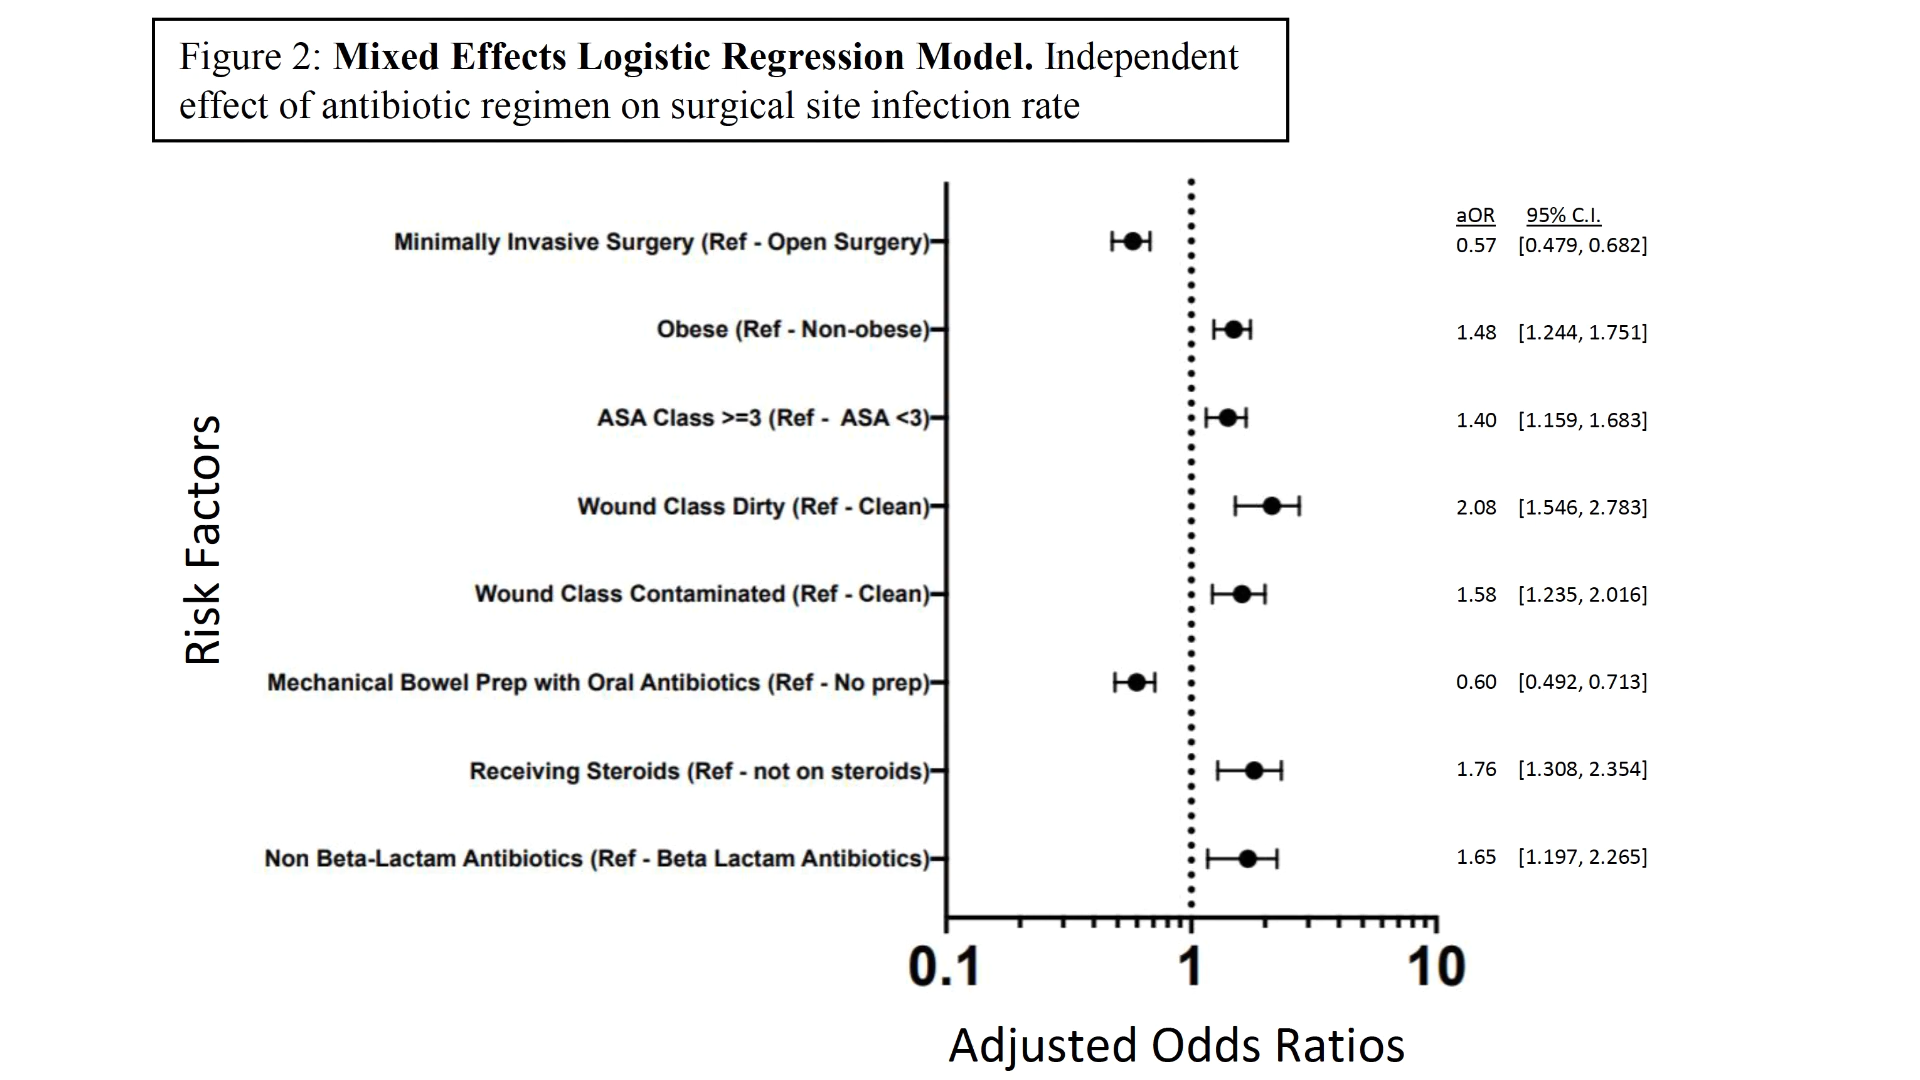 Figure 2: Mixed Effects Logistic Regression Model. Independent
effect of antibiotic regimen on surgical site infection rate
aOR 95% C.I.
Minimally Invasive Surgery (Ref - Open Surgery) 0.57 [0.479, 0.682]
Obese (Ref - Non-obese) 1.48 [1.244, 1.751]
ASA Class >=3 (Ref - ASA <3) 1.40 [1.159, 1.683]
Wound Class Dirty (Ref - Clean) 2.08 [1.546, 2.783]
Wound Class Contaminated (Ref - Clean) 1.58 [1.235, 2.016]
Mechanical Bowel Prep with Oral Antibiotics (Ref - No prep) 0.60 [0.492, 0.713]
Receiving Steroids (Ref - not on steroids) 1.76 [1.308, 2.354]
Non Beta-Lactam Antibiotics (Ref - Beta Lactam Antibiotics) 1.65 [1.197, 2.265]
Risk Factors
0.1 1 10
Adjusted Odds Ratios